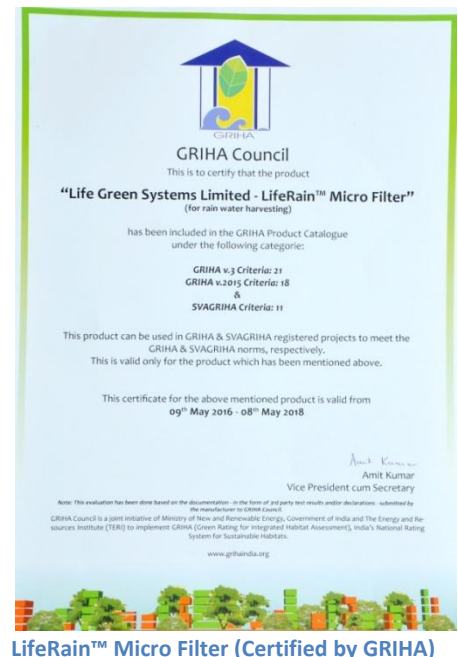 GRIHA
GRIHA Council
This is to certify that the product
“Life Green Systems Limited - LifeRain™ Micro Filter”
(for rain water harvesting)
has been included in the GRIHA Product Catalogue
under the following categorie:
GRIHA v.3 Criteria: 21
GRIHA v.2015 Criteria: 18
&
SVAGRIHA Criteria: 11
This product can be used in GRIHA & SVAGRIHA registered projects to meet the
GRIHA & SVAGRIHA norms, respectively.
This is valid only for the product which has been mentioned above.
This certificate for the above mentioned product is valid from
09th May 2016 - 08th May 2018
Amit Kumar
Amit Kumar
Vice President cum Secretary
Note: This evaluation has been done based on the documentation - in the form of 3rd party test results and/or declarations - submitted by
the manufacturer to GRIHA Council.
GRIHA Council is a joint initiative of Ministry of New and Renewable Energy, Government of India and The Energy and Re-
sources Institute (TERI) to implement GRIHA (Green Rating for Integrated Habitat Assessment), India's National Rating
System for Sustainable Habitats.
www.grihaindia.org
LifeRain™ Micro Filter (Certified by GRIHA)